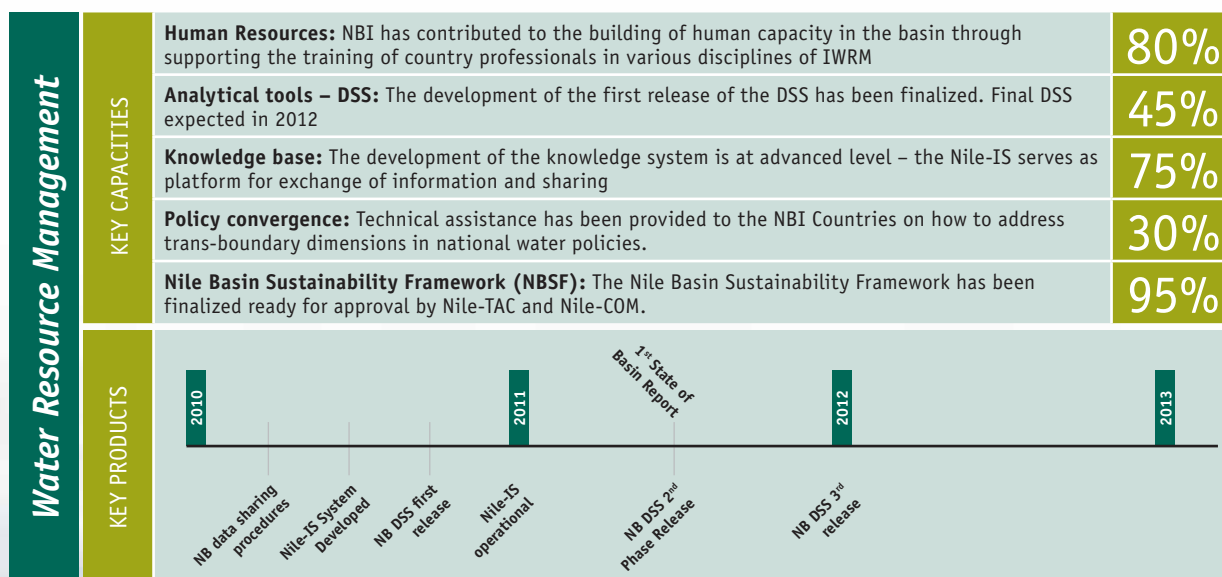 Water Resource Management
KEY CAPACITIES
Human Resources: NBI has contributed to the building of human capacity in the basin through
supporting the training of country professionals in various disciplines of IWRM
80%
Analytical tools – DSS: The development of the first release of the DSS has been finalized. Final DSS
expected in 2012
45%
Knowledge base: The development of the knowledge system is at advanced level – the Nile-IS serves as
platform for exchange of information and sharing
75%
Policy convergence: Technical assistance has been provided to the NBI Countries on how to address
trans-boundary dimensions in national water policies.
30%
Nile Basin Sustainability Framework (NBSF): The Nile Basin Sustainability Framework has been
finalized ready for approval by Nile-TAC and Nile-COM.
95%
KEY PRODUCTS
2010
2011
1st State of
Basin Report
2012
2013
NB data sharing
procedures
Nile-IS System
Developed
NB DSS first
release
Nile-IS
operational
NB DSS 2nd
Phase Release
NB DSS 3rd
release